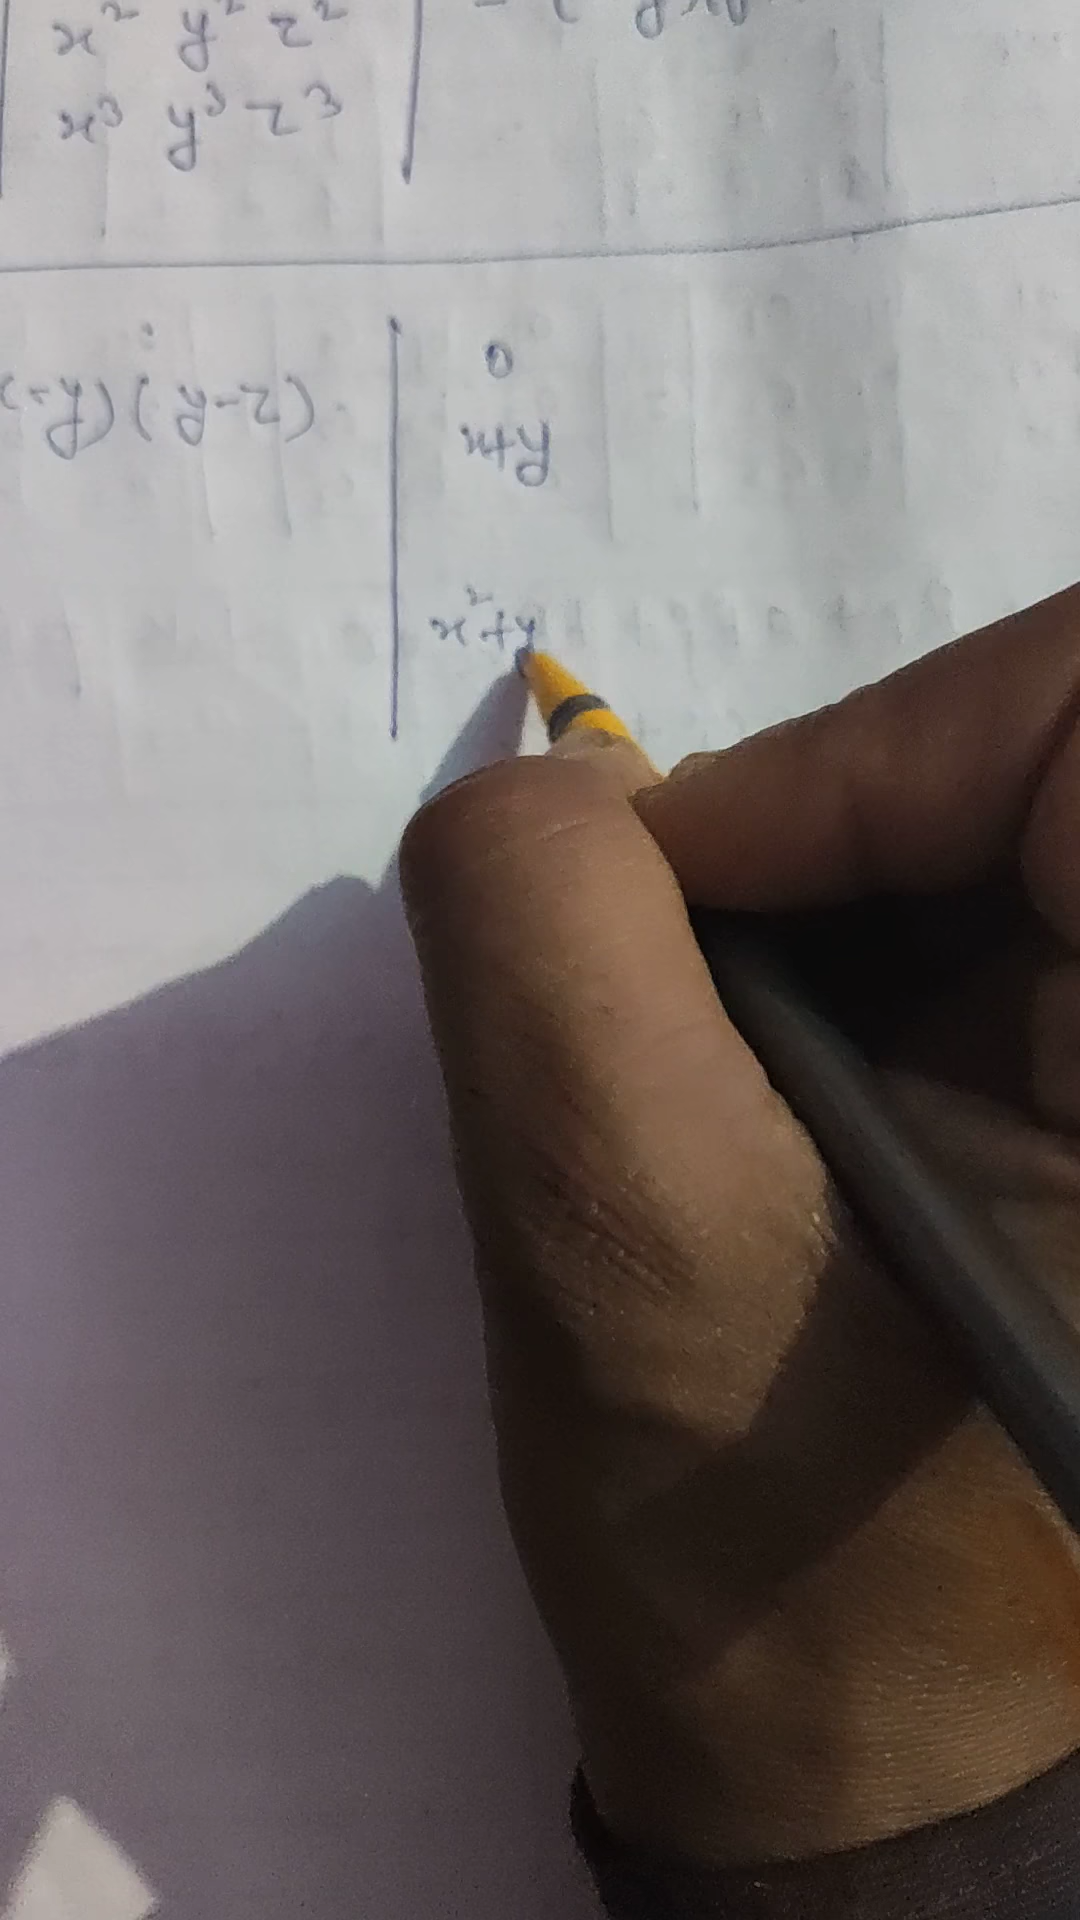 x² y² z²
x³ y³ z³
-y)(y-z)
0
x+y
x²+y